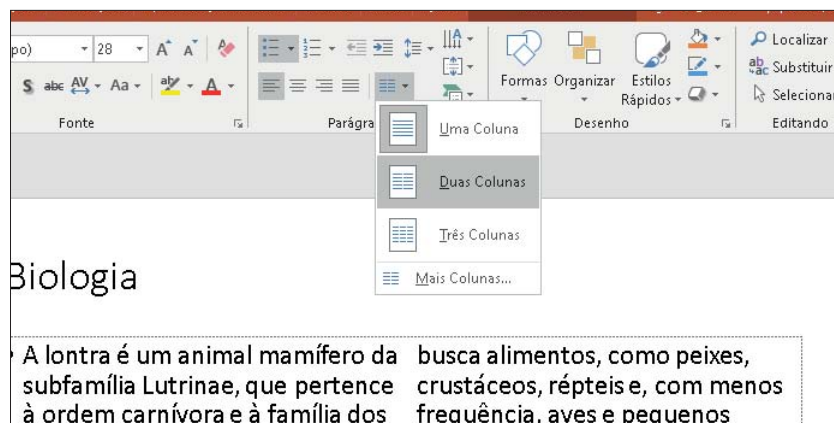 po) 28 A A
S abc AV Aa aby A
Formas Organizar Estilos Rápidos
Localizar
Substituir
Selecionar
Fonte Parágra Desenho Editando
Uma Coluna
Duas Colunas
Três Colunas
Mais Colunas...
Biologia
• A lontra é um animal mamífero da
subfamília Lutrinae, que pertence
à ordem carnívora e à família dos
busca alimentos, como peixes,
crustáceos, répteis e, com menos
frequência, aves e pequenos